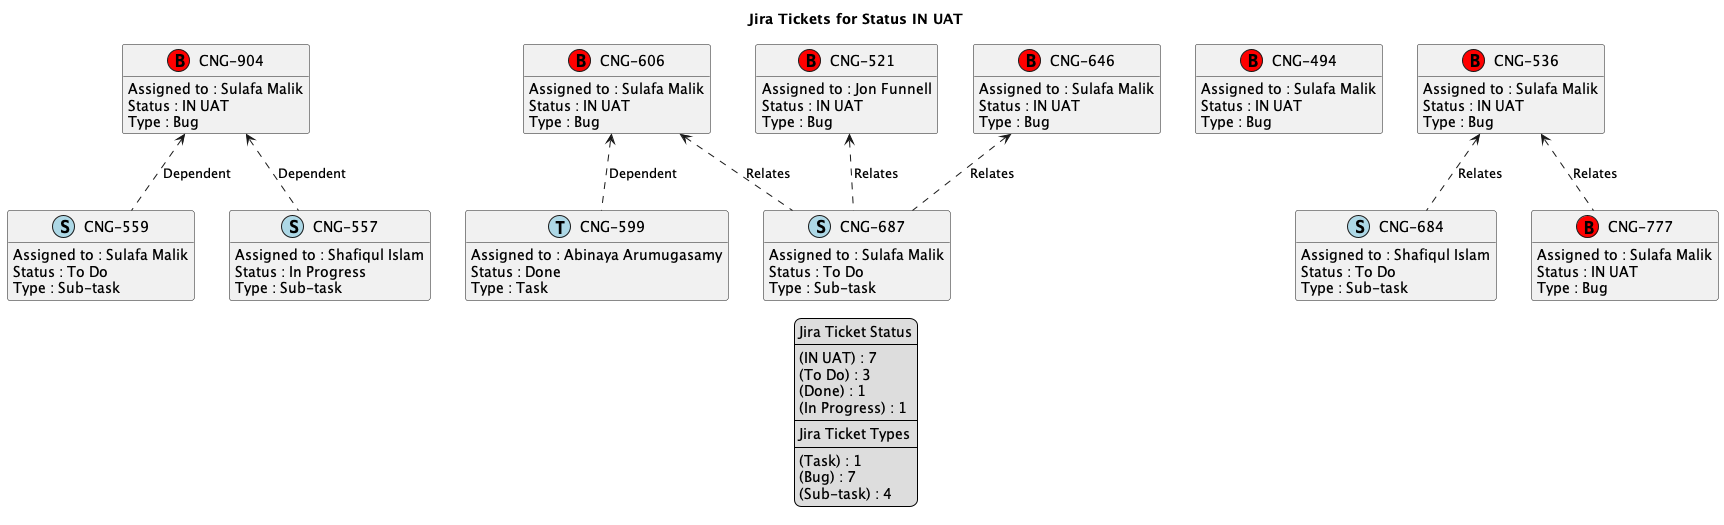 Jira Tickets for Status IN UAT
B CNG-904
Assigned to : Sulafa Malik
Status : IN UAT
Type : Bug
B CNG-606
Assigned to : Sulafa Malik
Status : IN UAT
Type : Bug
B CNG-521
Assigned to : Jon Funnell
Status : IN UAT
Type : Bug
B CNG-646
Assigned to : Sulafa Malik
Status : IN UAT
Type : Bug
B CNG-494
Assigned to : Sulafa Malik
Status : IN UAT
Type : Bug
B CNG-536
Assigned to : Sulafa Malik
Status : IN UAT
Type : Bug
Dependent
Dependent
Dependent
Relates
Relates
Relates
Relates
Relates
S CNG-559
Assigned to : Sulafa Malik
Status : To Do
Type : Sub-task
S CNG-557
Assigned to : Shafiqul Islam
Status : In Progress
Type : Sub-task
T CNG-599
Assigned to : Abinaya Arumugasamy
Status : Done
Type : Task
S CNG-687
Assigned to : Sulafa Malik
Status : To Do
Type : Sub-task
S CNG-684
Assigned to : Shafiqul Islam
Status : To Do
Type : Sub-task
B CNG-777
Assigned to : Sulafa Malik
Status : IN UAT
Type : Bug
Jira Ticket Status
(IN UAT) : 7
(To Do) : 3
(Done) : 1
(In Progress) : 1
Jira Ticket Types
(Task) : 1
(Bug) : 7
(Sub-task) : 4